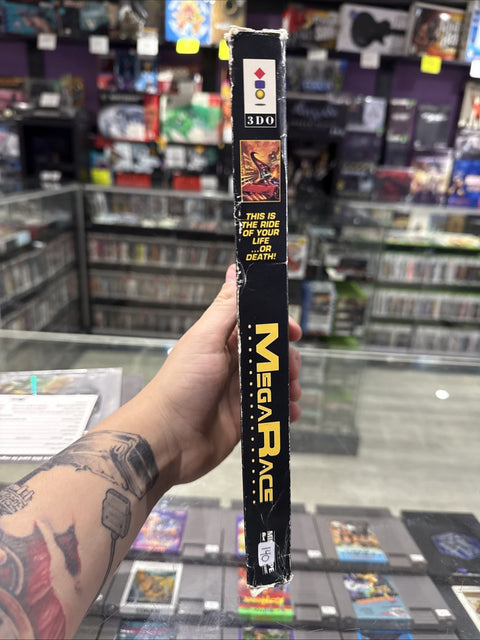 3DO
THIS IS
THE RIDE
OF YOUR
LIFE
...OR
DEATH!
MEGARACE